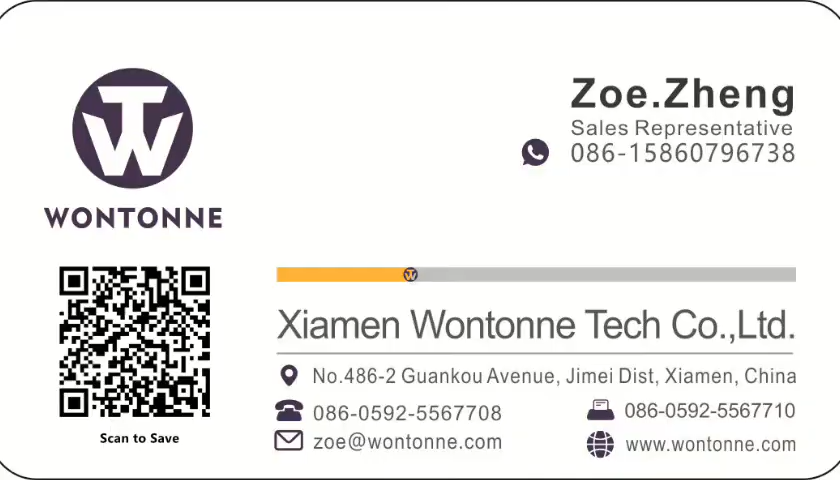 WONTONNE
Zoe.Zheng
Sales Representative
086-15860796738
Scan to Save
Xiamen Wontonne Tech Co.,Ltd.
No.486-2 Guankou Avenue, Jimei Dist, Xiamen, China
086-0592-5567708
086-0592-5567710
zoe@wontonne.com
www.wontonne.com